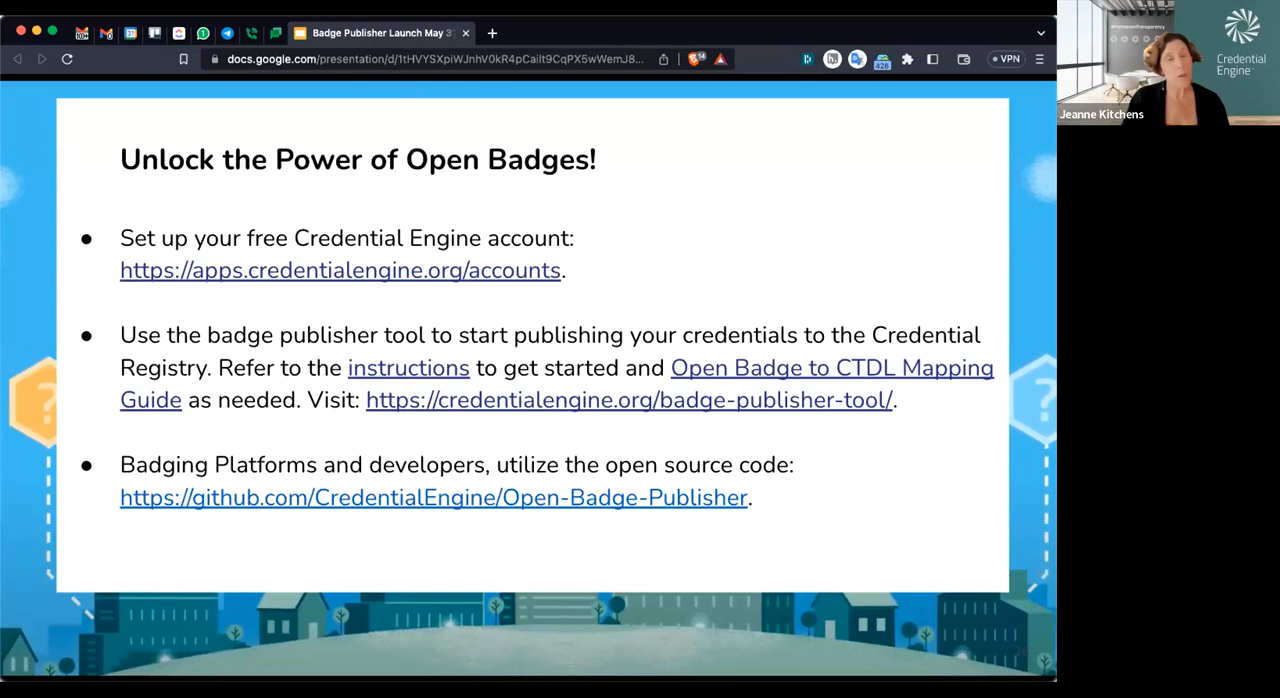 Badge Publisher Launch May 3
docs.google.com/presentation/d/1tHVYSXpiWJnhV0kR4pCailt9CqPX5wWemJ8...
14
426
VPN
Unlock the Power of Open Badges!
● Set up your free Credential Engine account:
https://apps.credentialengine.org/accounts.
● Use the badge publisher tool to start publishing your credentials to the Credential
Registry. Refer to the instructions to get started and Open Badge to CTDL Mapping
Guide as needed. Visit: https://credentialengine.org/badge-publisher-tool/.
● Badging Platforms and developers, utilize the open source code:
https://github.com/CredentialEngine/Open-Badge-Publisher.
Credential
Engine
Jeanne Kitchens